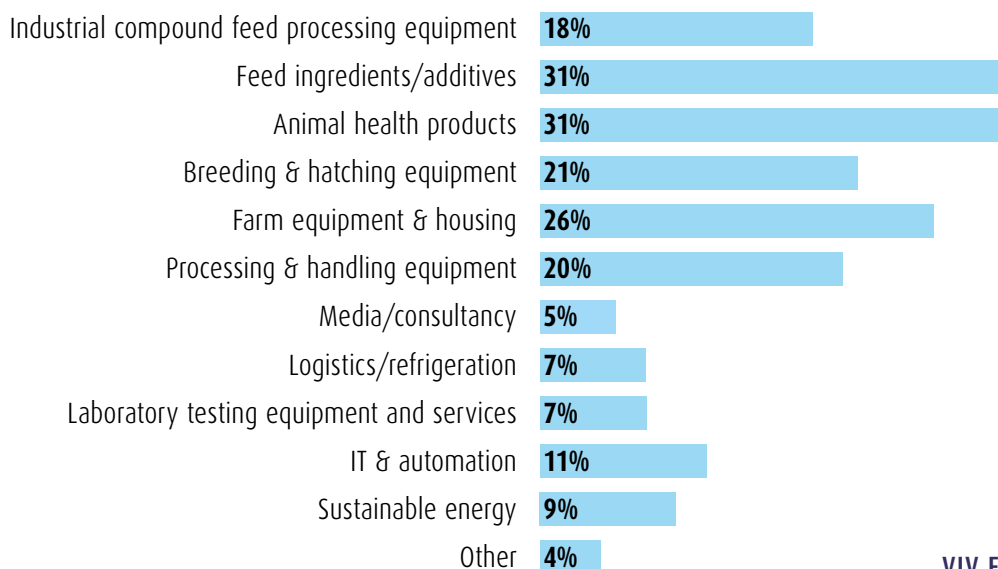 Industrial compound feed processing equipment 18%
Feed ingredients/additives 31%
Animal health products 31%
Breeding & hatching equipment 21%
Farm equipment & housing 26%
Processing & handling equipment 20%
Media/consultancy 5%
Logistics/refrigeration 7%
Laboratory testing equipment and services 7%
IT & automation 11%
Sustainable energy 9%
Other 4%
VIV